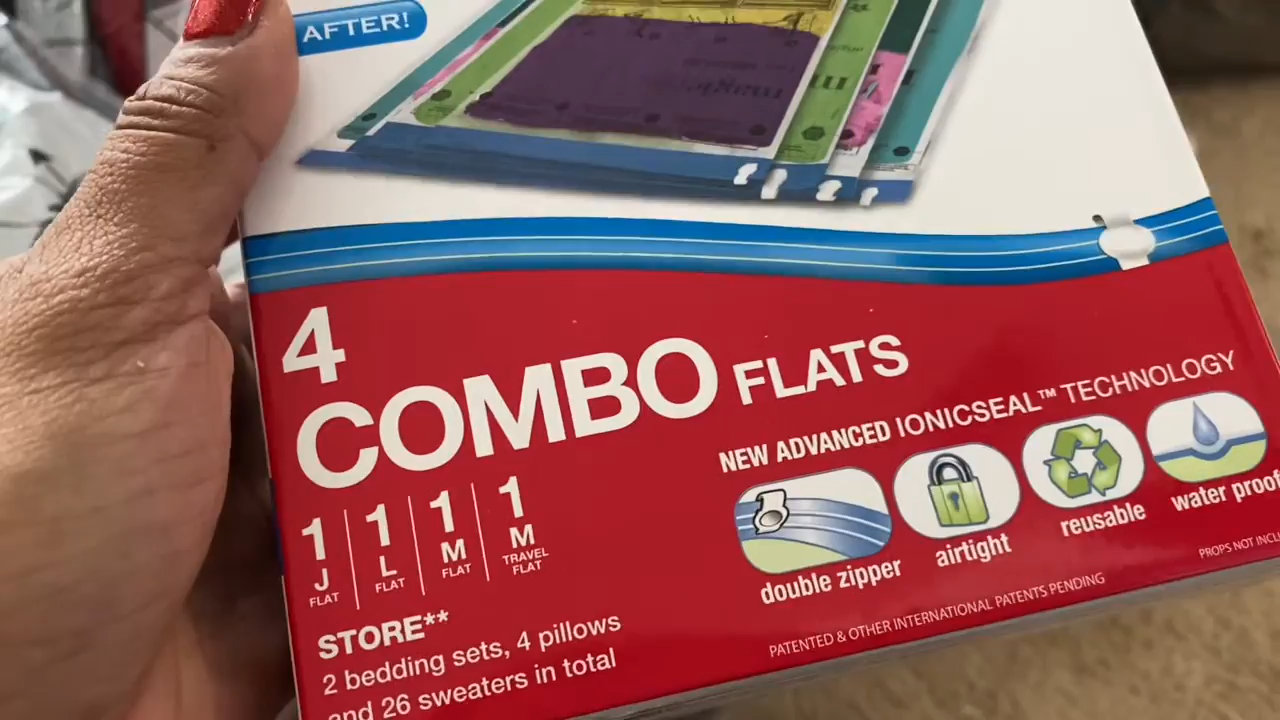 AFTER!
4
COMBO FLATS
1 J FLAT
1 L FLAT
1 M FLAT
1 M TRAVEL FLAT
STORE**
2 bedding sets, 4 pillows
and 26 sweaters in total
NEW ADVANCED IONICSEAL™ TECHNOLOGY
double zipper
airtight
reusable
water proof
PROPS NOT
PATENTED & OTHER INTERNATIONAL PATENTS PENDING